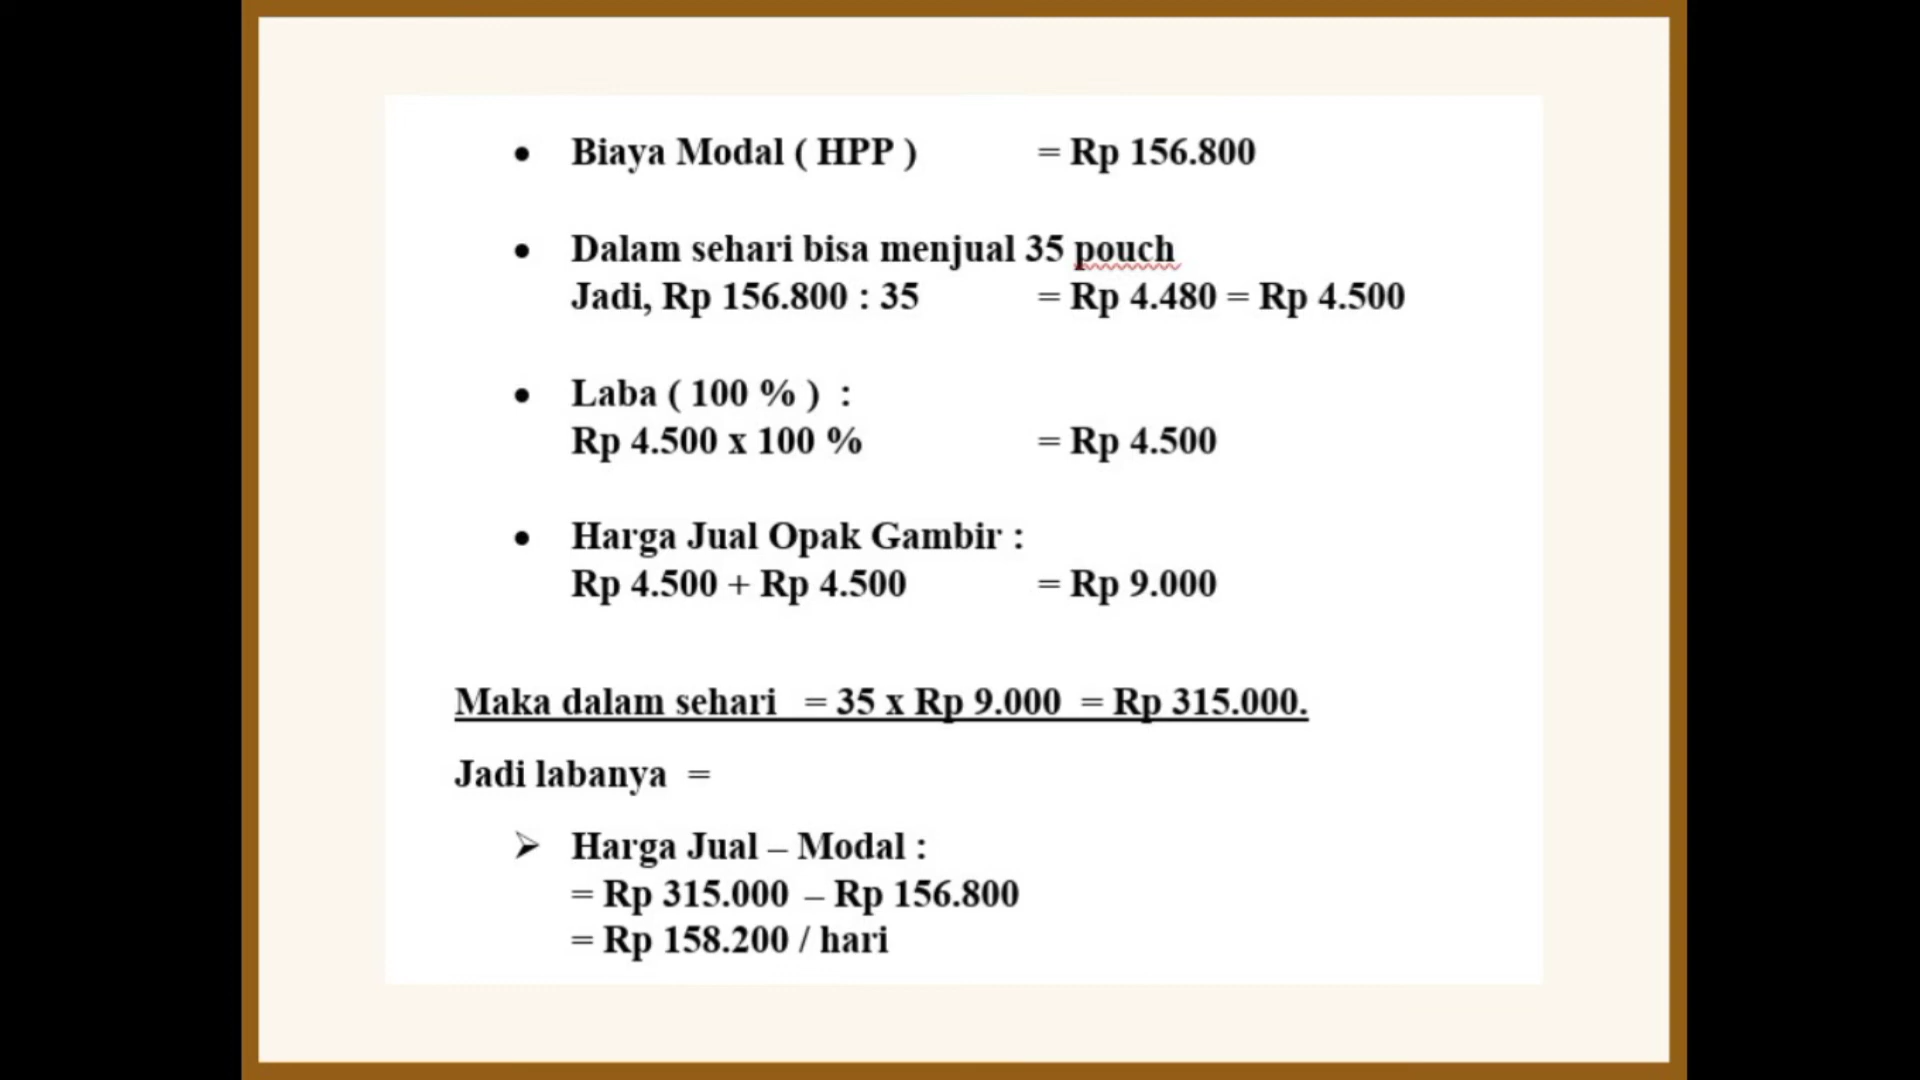 • Biaya Modal ( HPP ) = Rp 156.800
• Dalam sehari bisa menjual 35 pouch
Jadi, Rp 156.800 : 35 = Rp 4.480 = Rp 4.500
• Laba ( 100 % ) :
Rp 4.500 x 100 % = Rp 4.500
• Harga Jual Opak Gambir :
Rp 4.500 + Rp 4.500 = Rp 9.000
Maka dalam sehari = 35 x Rp 9.000 = Rp 315.000.
Jadi labanya =
➢ Harga Jual – Modal :
= Rp 315.000 – Rp 156.800
= Rp 158.200 / hari